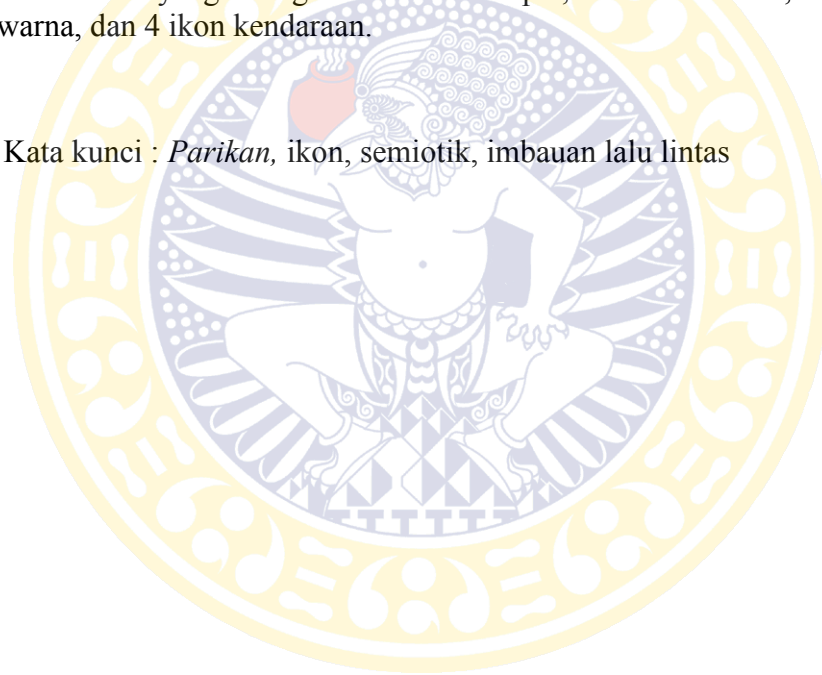 warna, dan 4 ikon kendaraan.
Kata kunci : Parikan, ikon, semiotik, imbauan lalu lintas